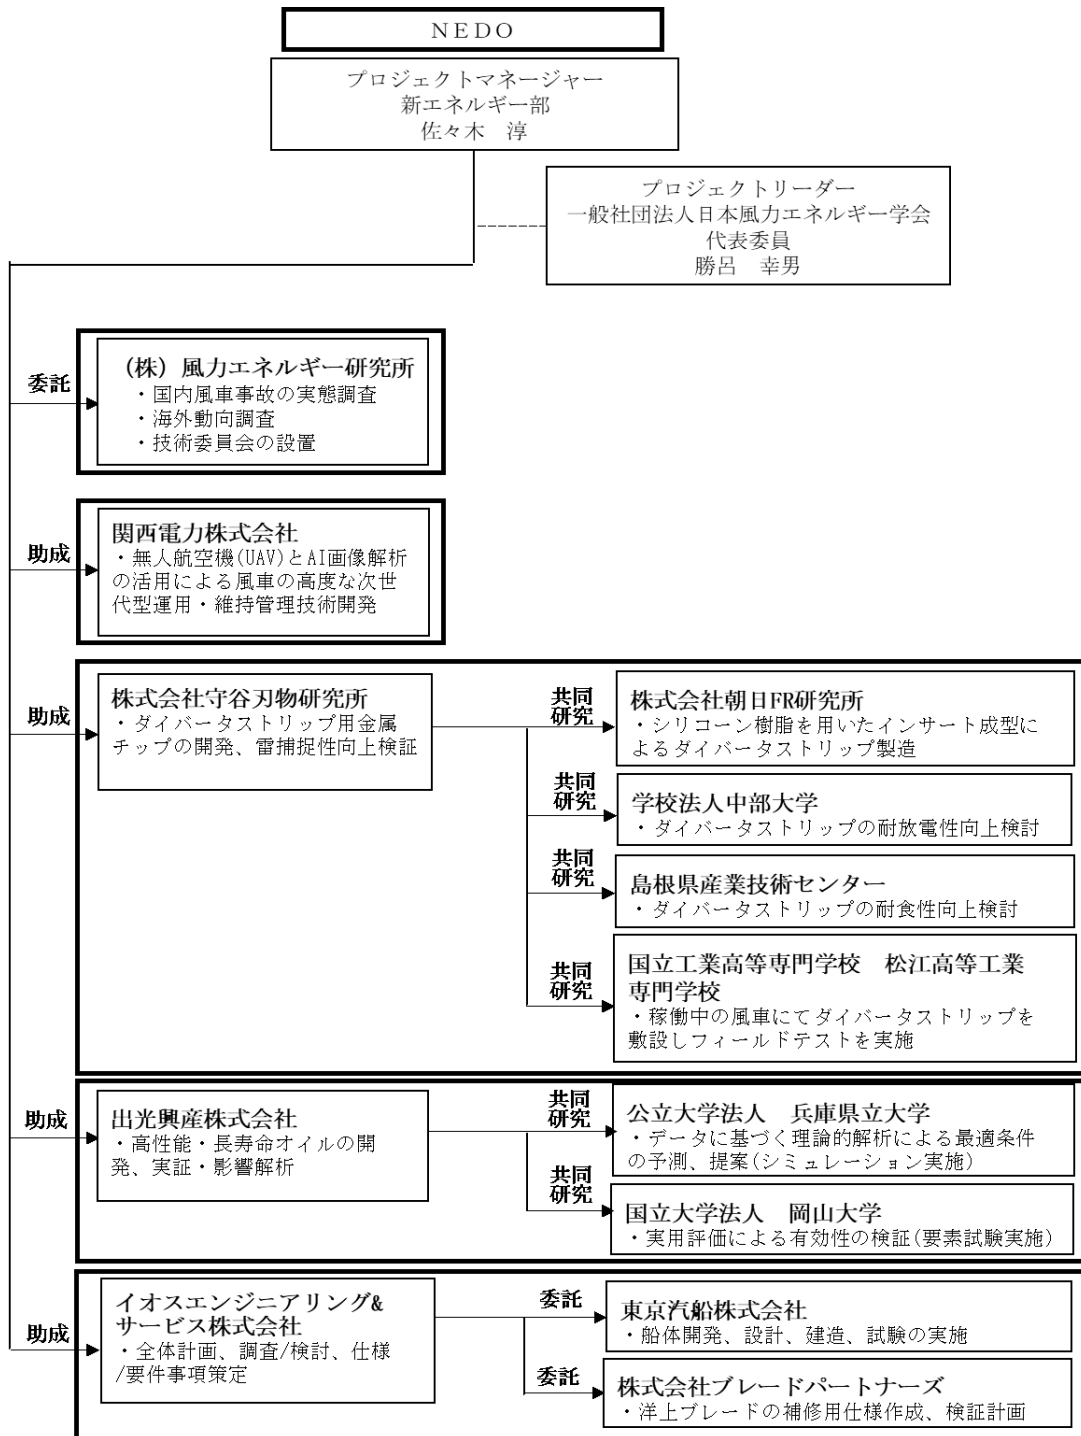 NEDO
プロジェクトマネージャー
新エネルギー部
佐々木　淳
プロジェクトリーダー
一般社団法人日本風力エネルギー学会
代表委員
勝呂　幸男
委託
（株）風力エネルギー研究所
・国内風車事故の実態調査
・海外動向調査
・技術委員会の設置
助成
関西電力株式会社
・無人航空機(UAV)とAI画像解析
の活用による風車の高度な次世
代型運用・維持管理技術開発
助成
株式会社守谷刃物研究所
・ダイバータストリップ用金属
チップの開発、雷捕捉性向上検証
共同
研究
株式会社朝日FR研究所
・シリコーン樹脂を用いたインサート成型に
よるダイバータストリップ製造
共同
研究
学校法人中部大学
・ダイバータストリップの耐放電性向上検討
共同
研究
島根県産業技術センター
・ダイバータストリップの耐食性向上検討
共同
研究
国立工業高等専門学校　松江高等工業
専門学校
・稼働中の風車にてダイバータストリップを
敷設しフィールドテストを実施
助成
出光興産株式会社
・高性能・長寿命オイルの開
発、実証・影響解析
共同
研究
公立大学法人　兵庫県立大学
・データに基づく理論的解析による最適条件
の予測、提案(シミュレーション実施)
共同
研究
国立大学法人　岡山大学
・実用評価による有効性の検証(要素試験実施)
助成
イオスエンジニアリング&
サービス株式会社
・全体計画、調査/検討、仕様
/要件事項策定
委託
東京汽船株式会社
・船体開発、設計、建造、試験の実施
委託
株式会社ブレードパートナーズ
・洋上ブレードの補修用仕様作成、検証計画